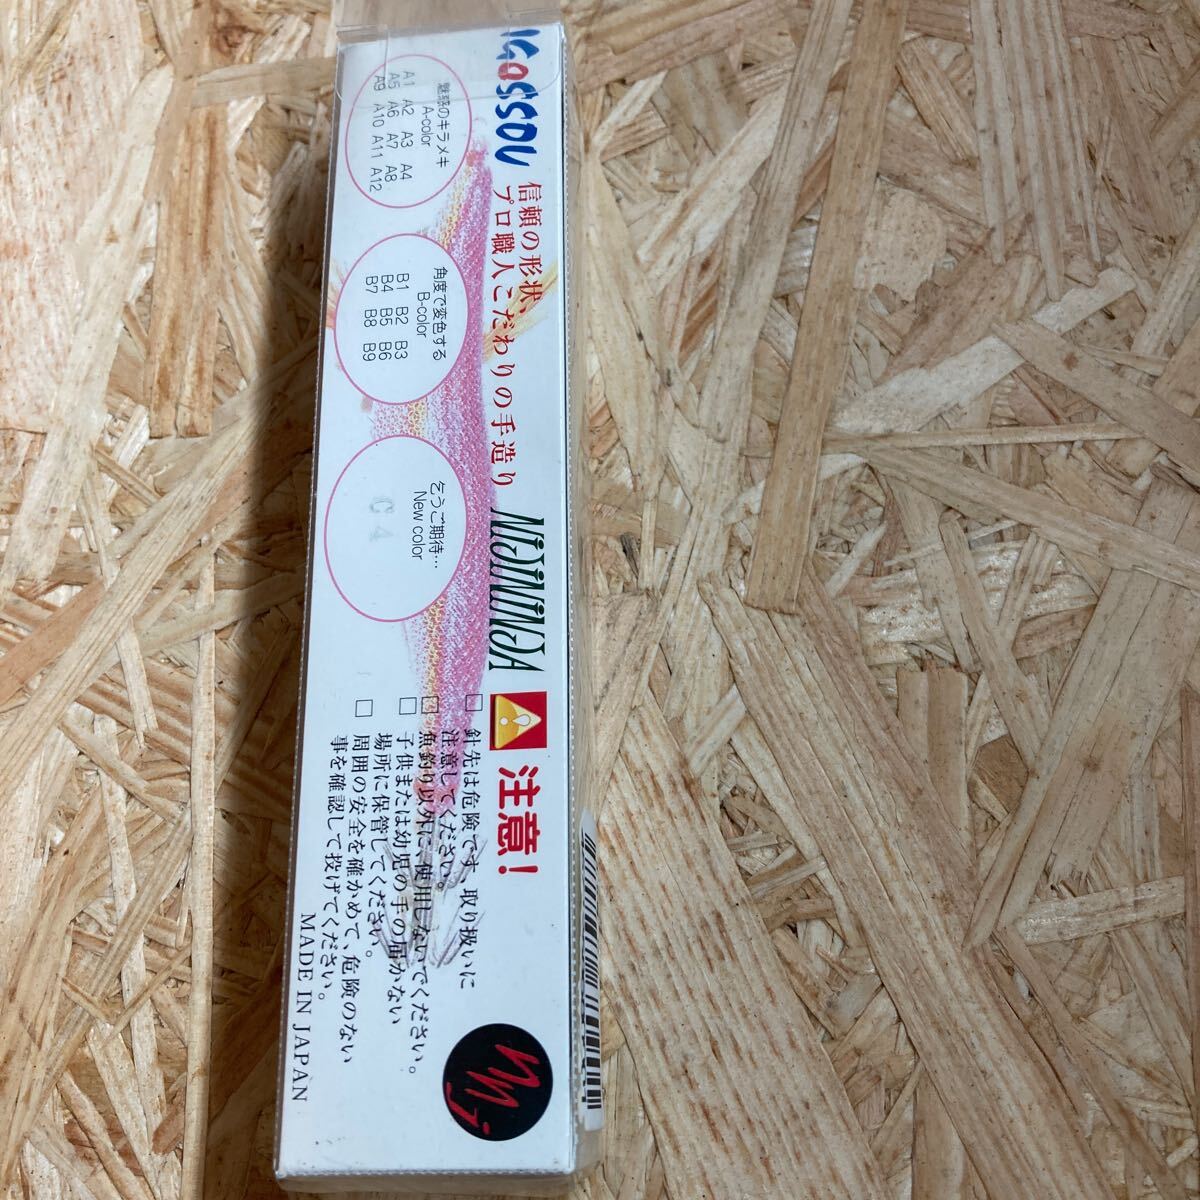 IGOSSOU
信頼の形状
プロ職人こだわりの手造り
NIJININJA
魅惑のキラメキ
A-color
A1 A2 A3 A4
A5 A6 A7 A8
A9 A10 A11 A12
角度で変色する
B-color
B1 B2 B3
B4 B5 B6
B7 B8 B9
乞うご期待…
New color
C4
注意!
□ 針先は危険です、取り扱いに
注意してください。
□ 魚釣り以外に、使用しないでください。
□ 子供または幼児の手の届かない
場所に保管してください。
□ 周囲の安全を確かめて、危険のない
事を確認して投げてください。
MADE IN JAPAN